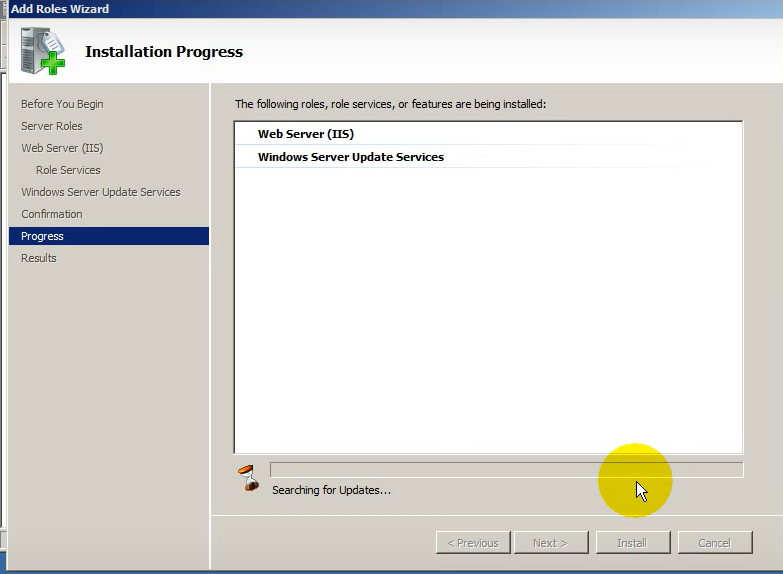 Add Roles Wizard
Installation Progress
Before You Begin
Server Roles
Web Server (IIS)
Role Services
Windows Server Update Services
Confirmation
Progress
Results
The following roles, role services, or features are being installed:
Web Server (IIS)
Windows Server Update Services
Searching for Updates...
< Previous
Next >
Install
Cancel